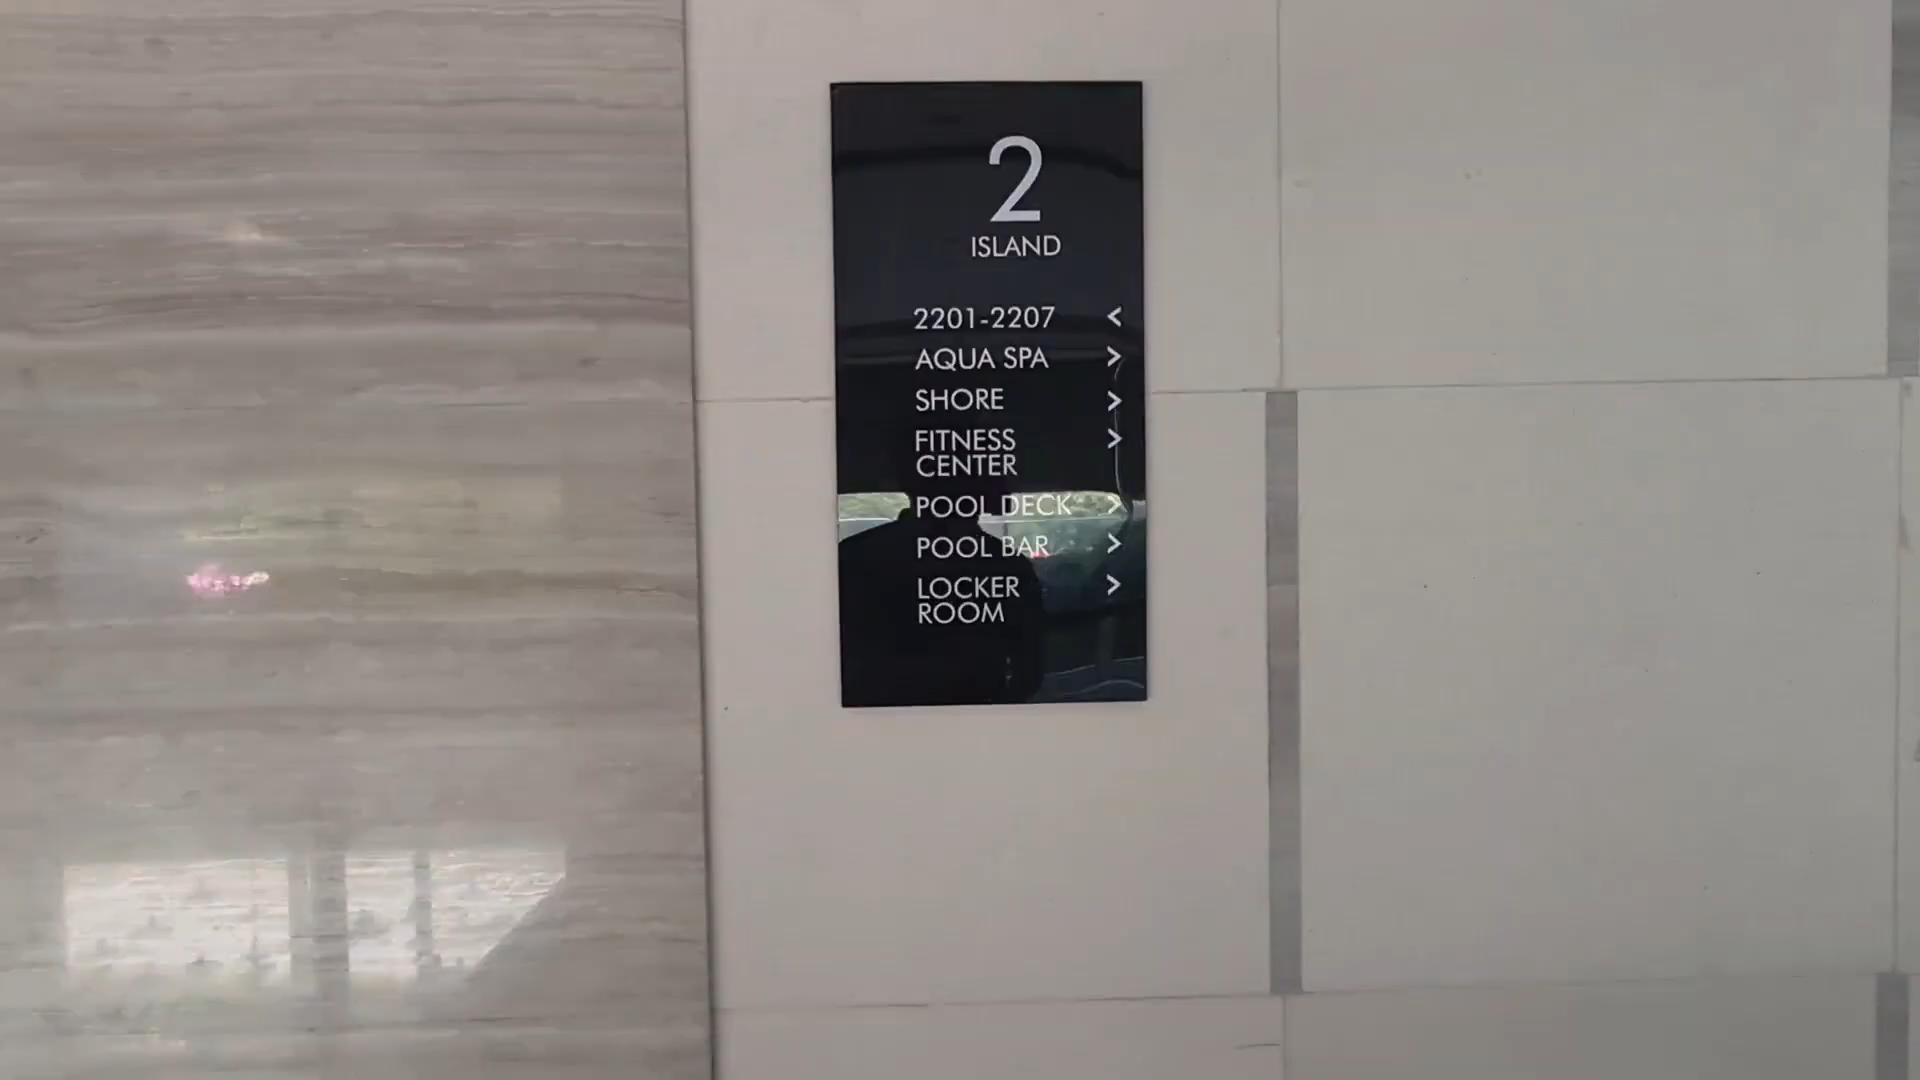 2
ISLAND
2201-2207 <
AQUA SPA >
SHORE >
FITNESS >
CENTER
POOL DECK >
POOL BAR >
LOCKER >
ROOM